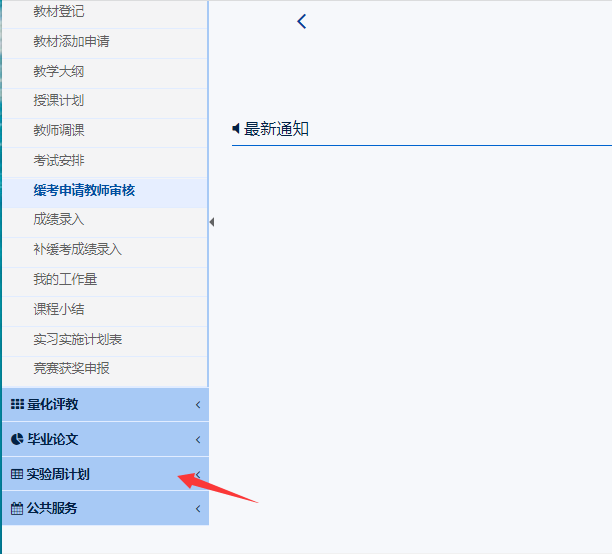 教材登记
教材添加申请
教学大纲
授课计划
教师调课
考试安排
缓考申请教师审核
成绩录入
补缓考成绩录入
我的工作量
课程小结
实习实施计划表
竞赛获奖申报
量化评教
毕业论文
实验周计划
公共服务
最新通知